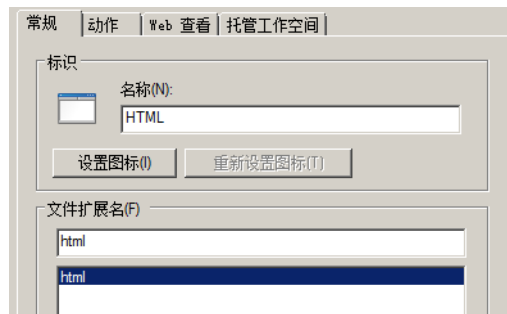 常规 动作 Web 查看 托管工作空间
标识
名称(N):
HTML
设置图标(I) 重新设置图标(T)
文件扩展名(F)
html
html